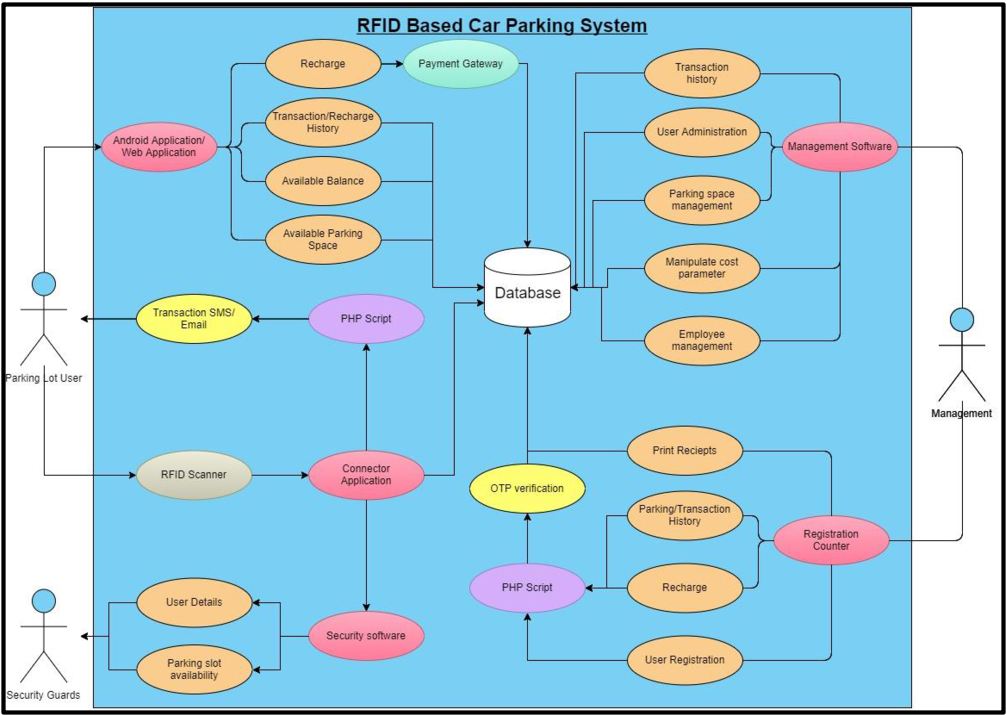 RFID Based Car Parking System
Recharge
Payment Gateway
Transaction/Recharge
History
Android Application/
Web Application
Available Balance
Available Parking
Space
Transaction
history
User Administration
Management Software
Parking space
management
Manipulate cost
parameter
Employee
management
Database
Transaction SMS/
Email
PHP Script
Parking Lot User
Management
RFID Scanner
Connector
Application
Print Reciepts
OTP verification
Parking/Transaction
History
Registration
Counter
PHP Script
Recharge
User Registration
User Details
Security software
Parking slot
availability
Security Guards